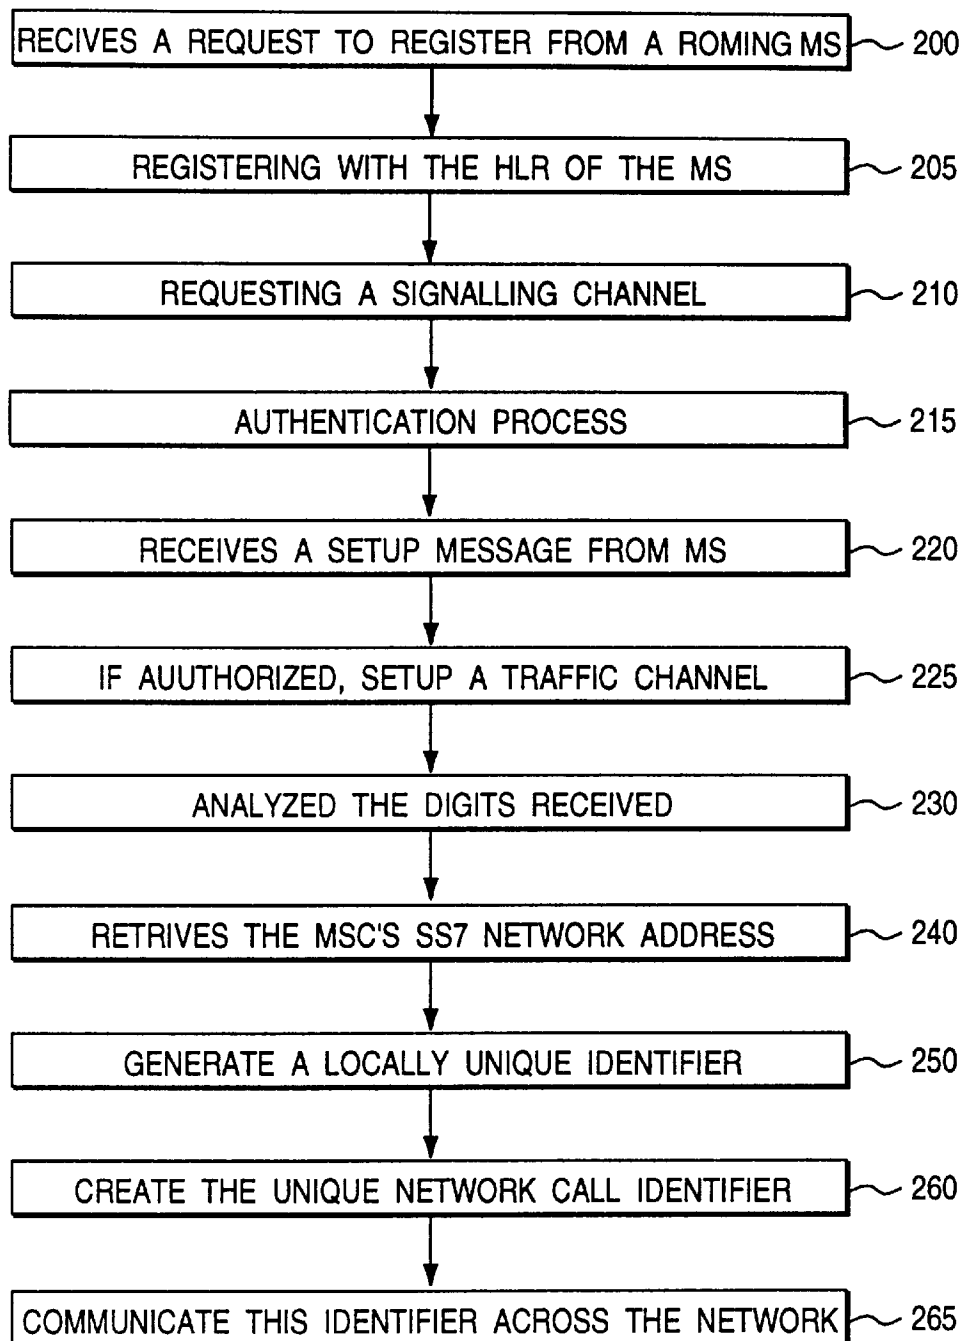 RECIVES A REQUEST TO REGISTER FROM A ROMING MS 200
REGISTERING WITH THE HLR OF THE MS 205
REQUESTING A SIGNALLING CHANNEL 210
AUTHENTICATION PROCESS 215
RECEIVES A SETUP MESSAGE FROM MS 220
IF AUUTHORIZED, SETUP A TRAFFIC CHANNEL 225
ANALYZED THE DIGITS RECEIVED 230
RETRIVES THE MSC'S SS7 NETWORK ADDRESS 240
GENERATE A LOCALLY UNIQUE IDENTIFIER 250
CREATE THE UNIQUE NETWORK CALL IDENTIFIER 260
COMMUNICATE THIS IDENTIFIER ACROSS THE NETWORK 265